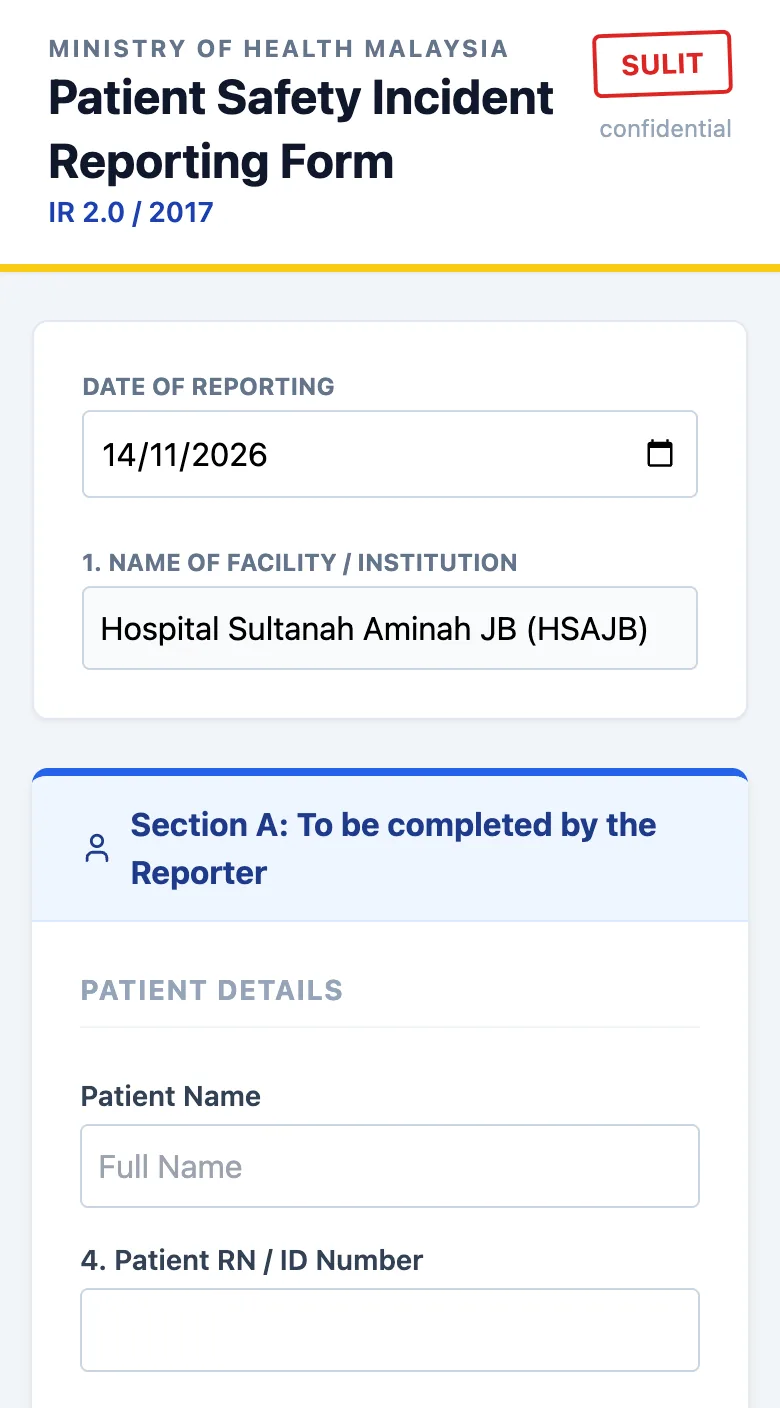 MINISTRY OF HEALTH MALAYSIA
Patient Safety Incident
Reporting Form
IR 2.0 / 2017
SULIT
confidential
DATE OF REPORTING
14/11/2026
1. NAME OF FACILITY / INSTITUTION
Hospital Sultanah Aminah JB (HSAJB)
Section A: To be completed by the
Reporter
PATIENT DETAILS
Patient Name
Full Name
4. Patient RN / ID Number